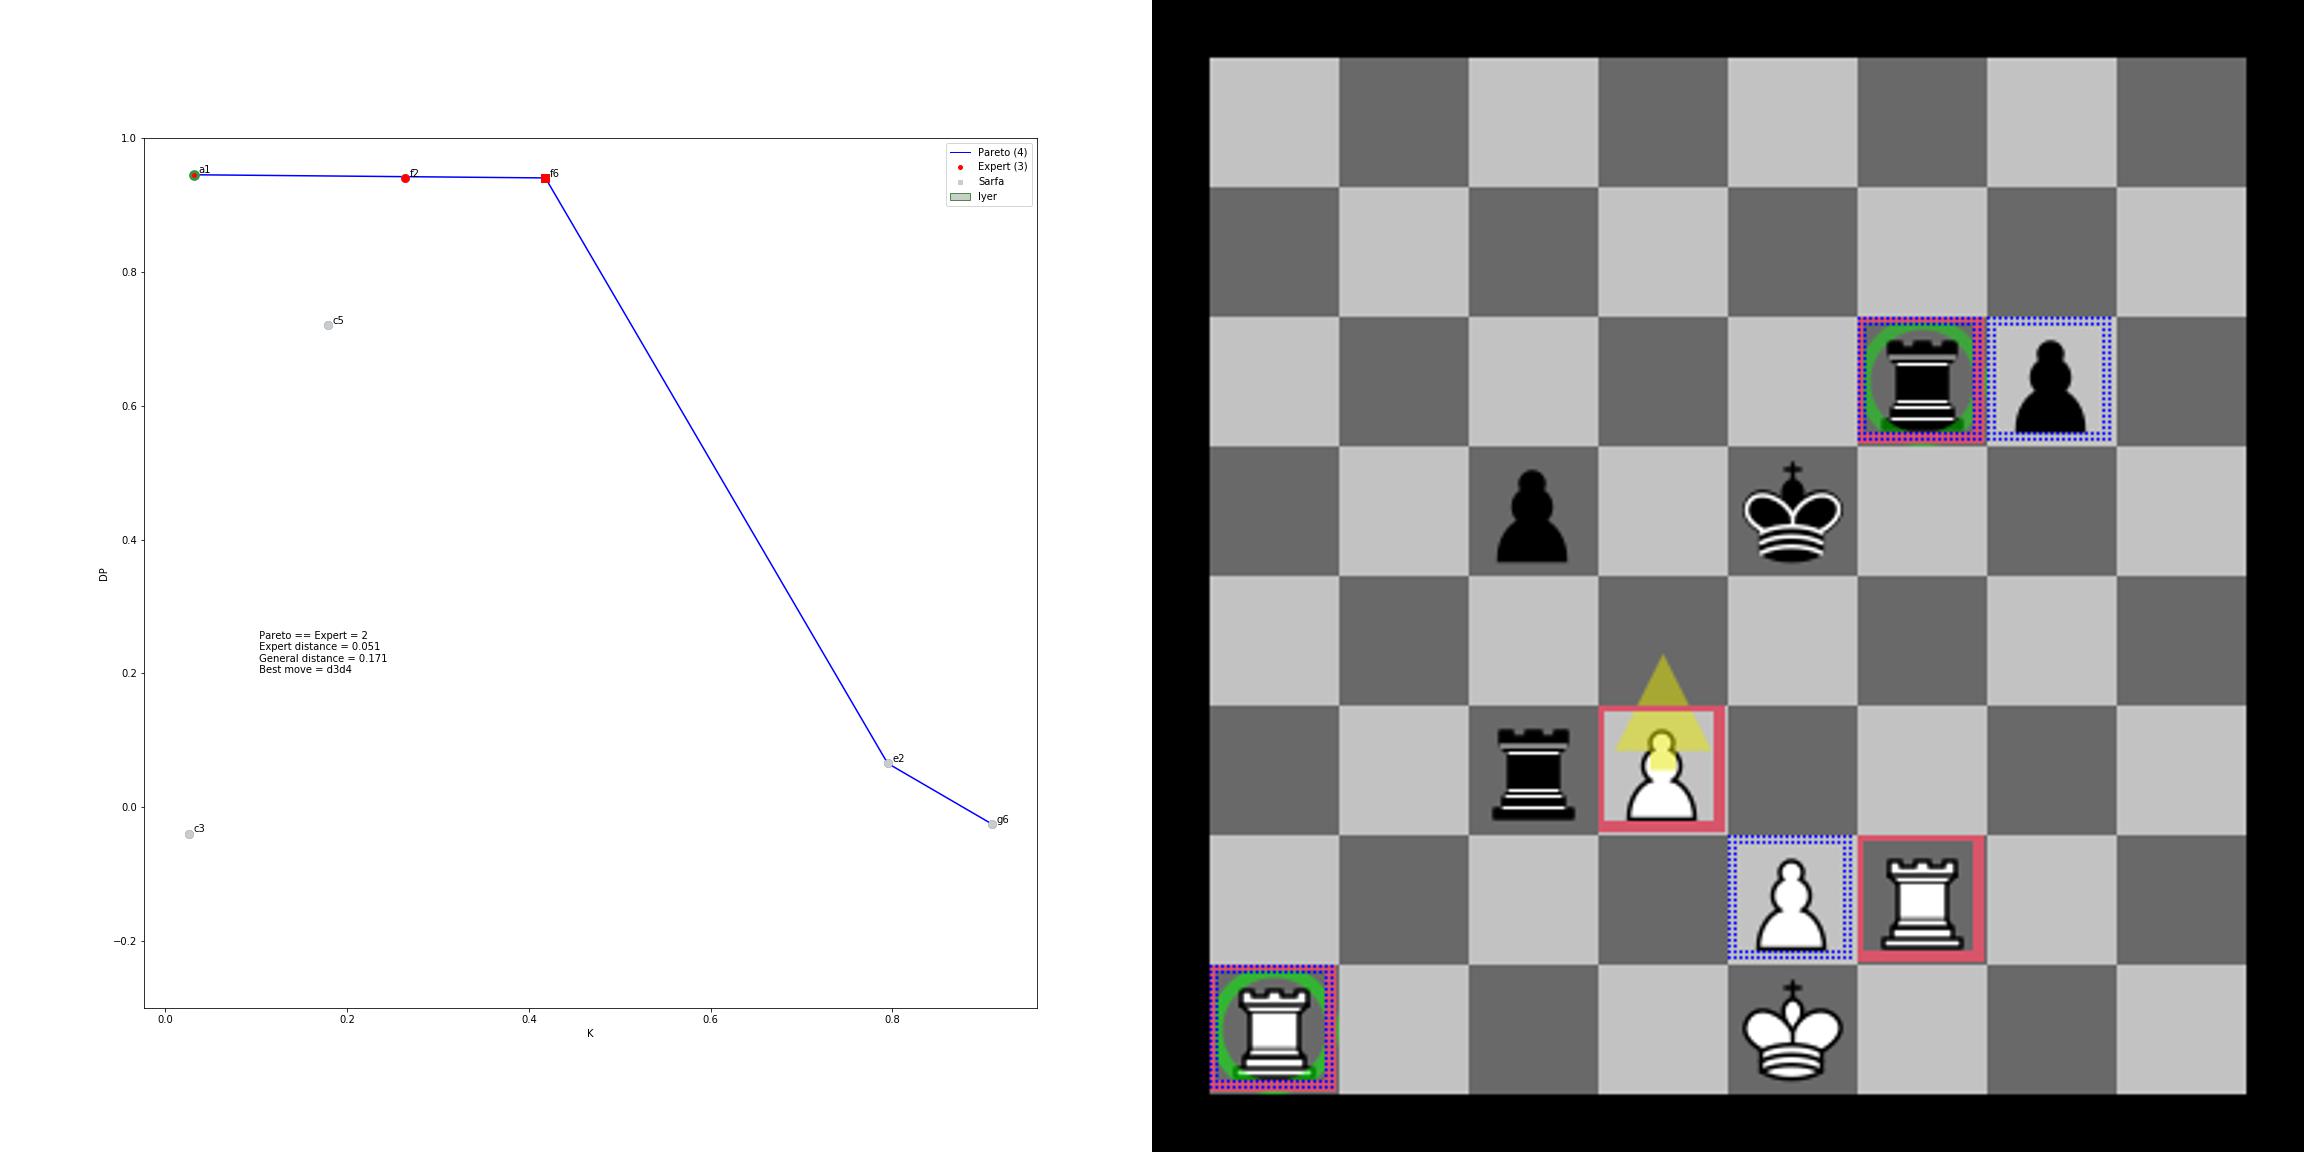 1.0
a1
f2
f6
Pareto (4)
Expert (3)
Sarfa
Iyer
0.8
c5
0.6
DP
0.4
Pareto == Expert = 2
Expert distance = 0.051
General distance = 0.171
Best move = d3d4
0.2
e2
0.0
g6
c3
−0.2
0.0 0.2 0.4 0.6 0.8
K